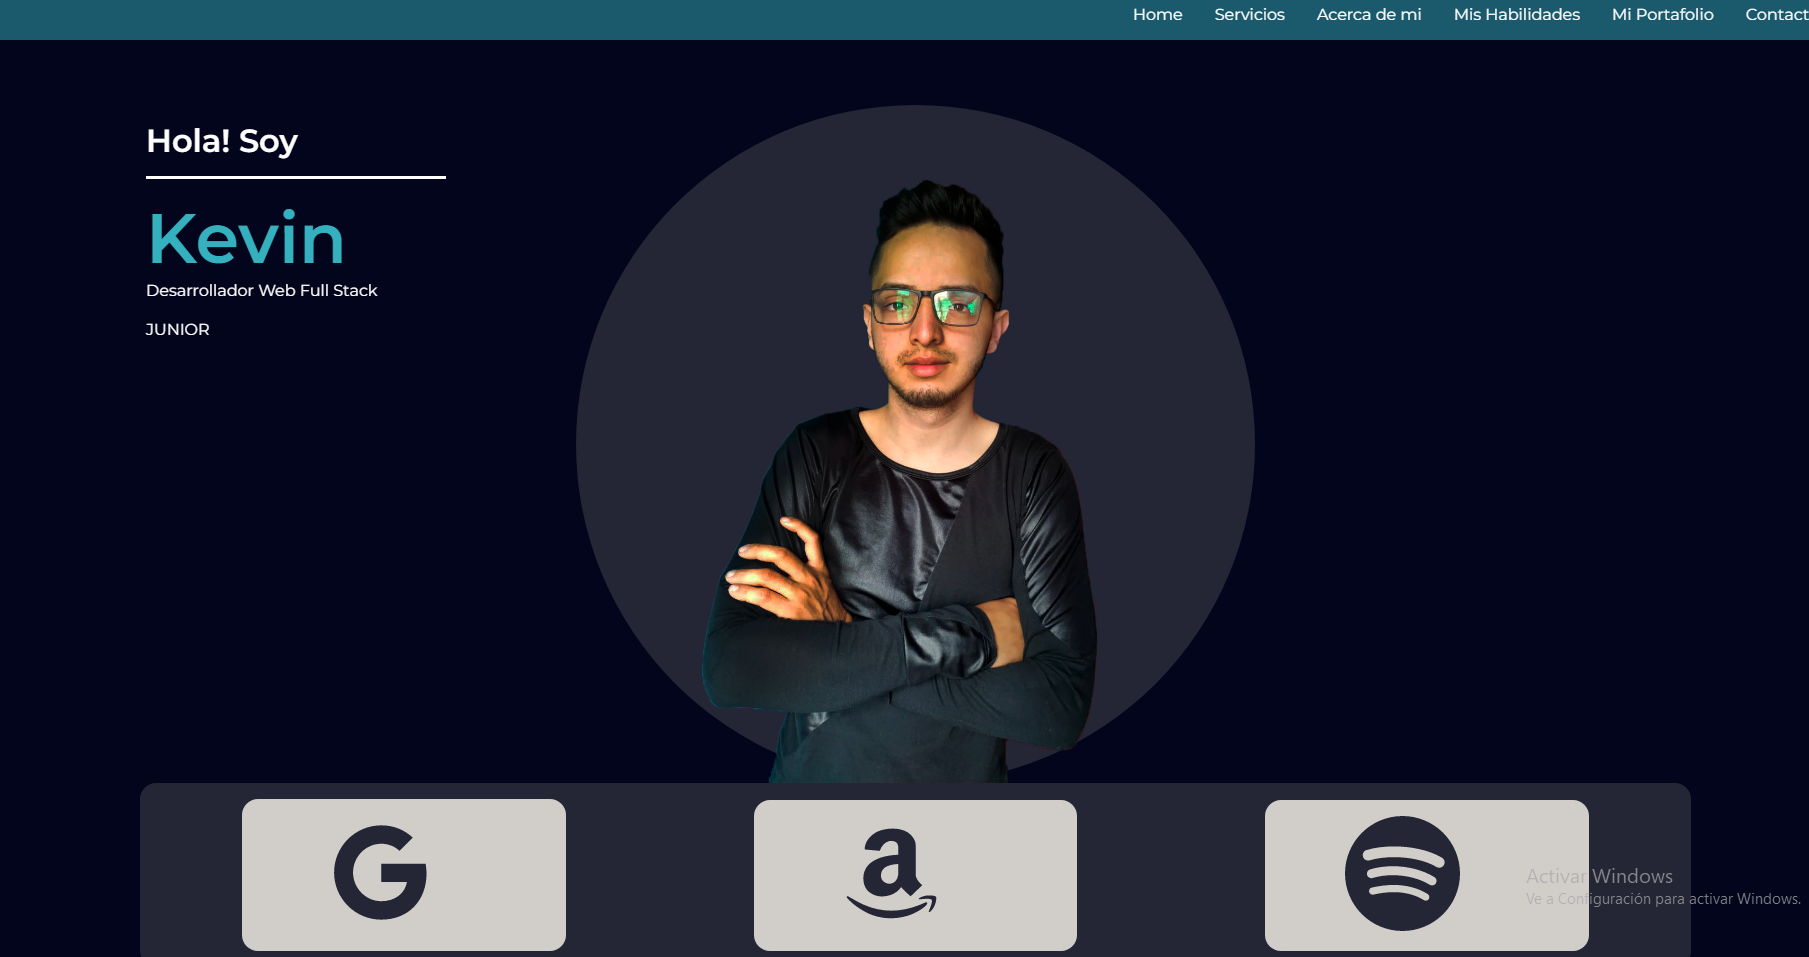 Home Servicios Acerca de mi Mis Habilidades Mi Portafolio Contact
Hola! Soy
Kevin
Desarrollador Web Full Stack
JUNIOR
Activar Windows
Ve a Configuración para activar Windows.